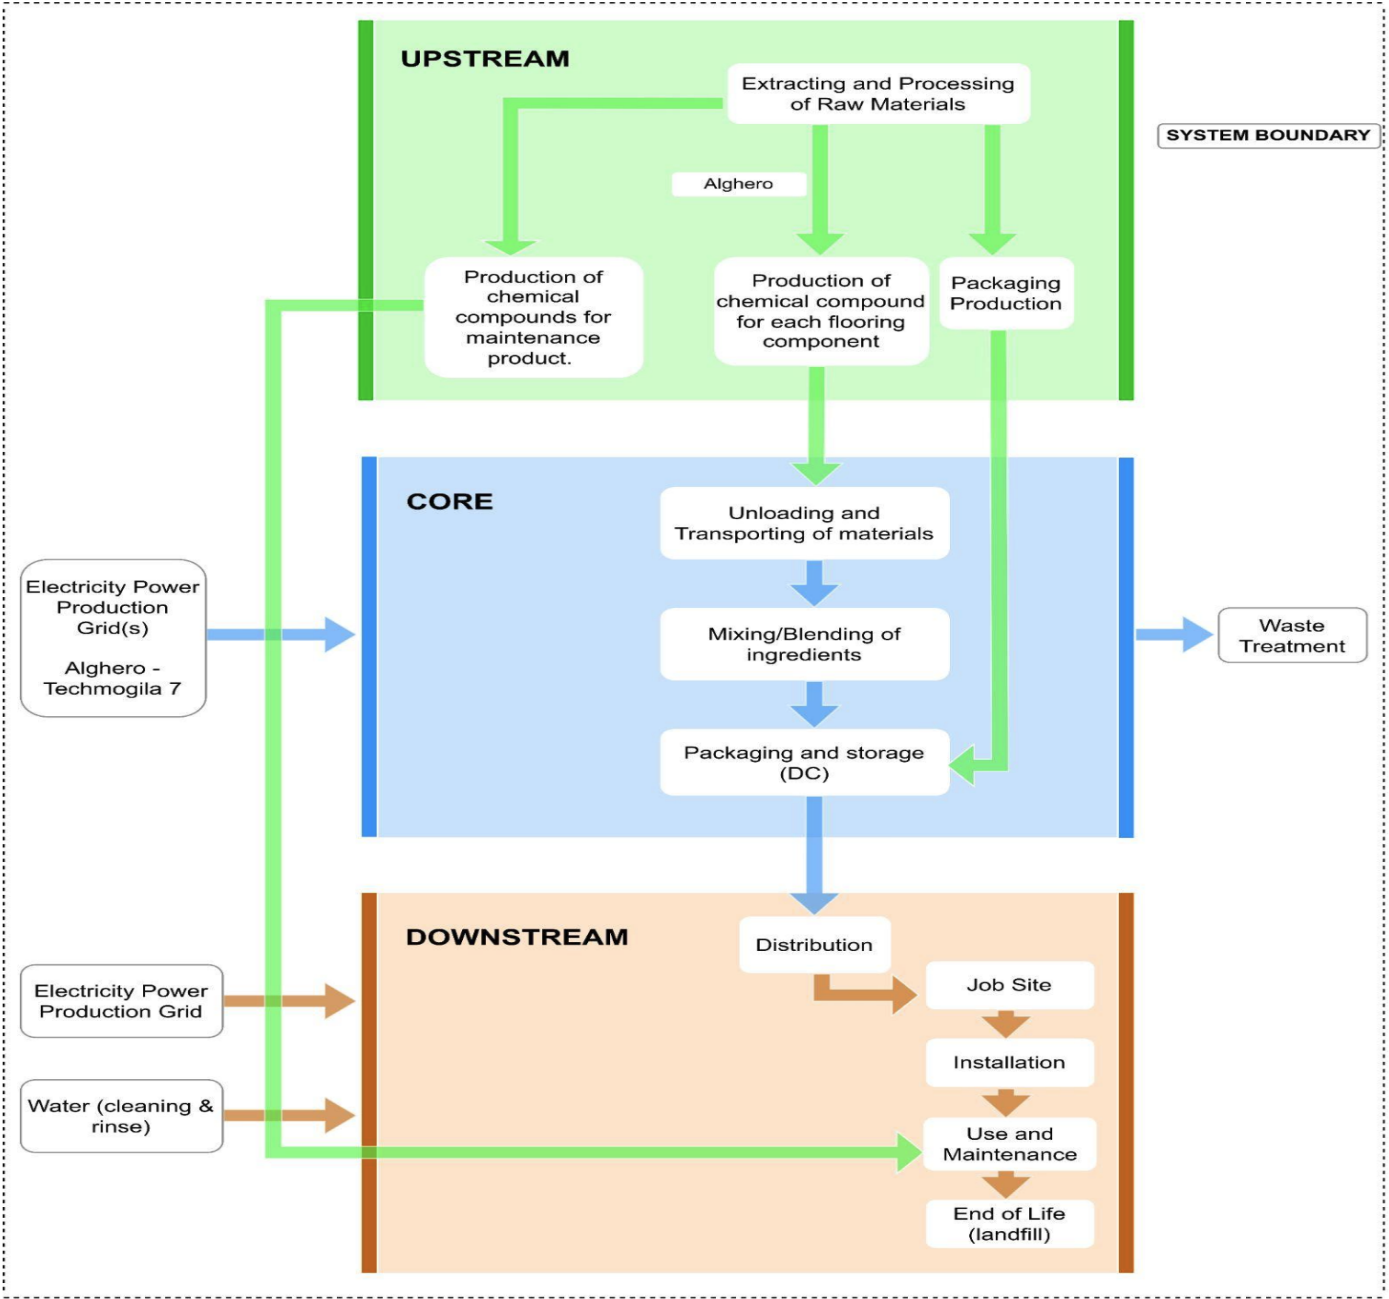 UPSTREAM
Extracting and Processing
of Raw Materials
SYSTEM BOUNDARY
Alghero
Production of
chemical
compounds for
maintenance
product.
Production of
chemical compound
for each flooring
component
Packaging
Production
CORE
Unloading and
Transporting of materials
Electricity Power
Production
Grid(s)
Alghero -
Techmogila 7
Mixing/Blending of
ingredients
Waste
Treatment
Packaging and storage
(DC)
DOWNSTREAM
Distribution
Electricity Power
Production Grid
Job Site
Installation
Water (cleaning &
rinse)
Use and
Maintenance
End of Life
(landfill)